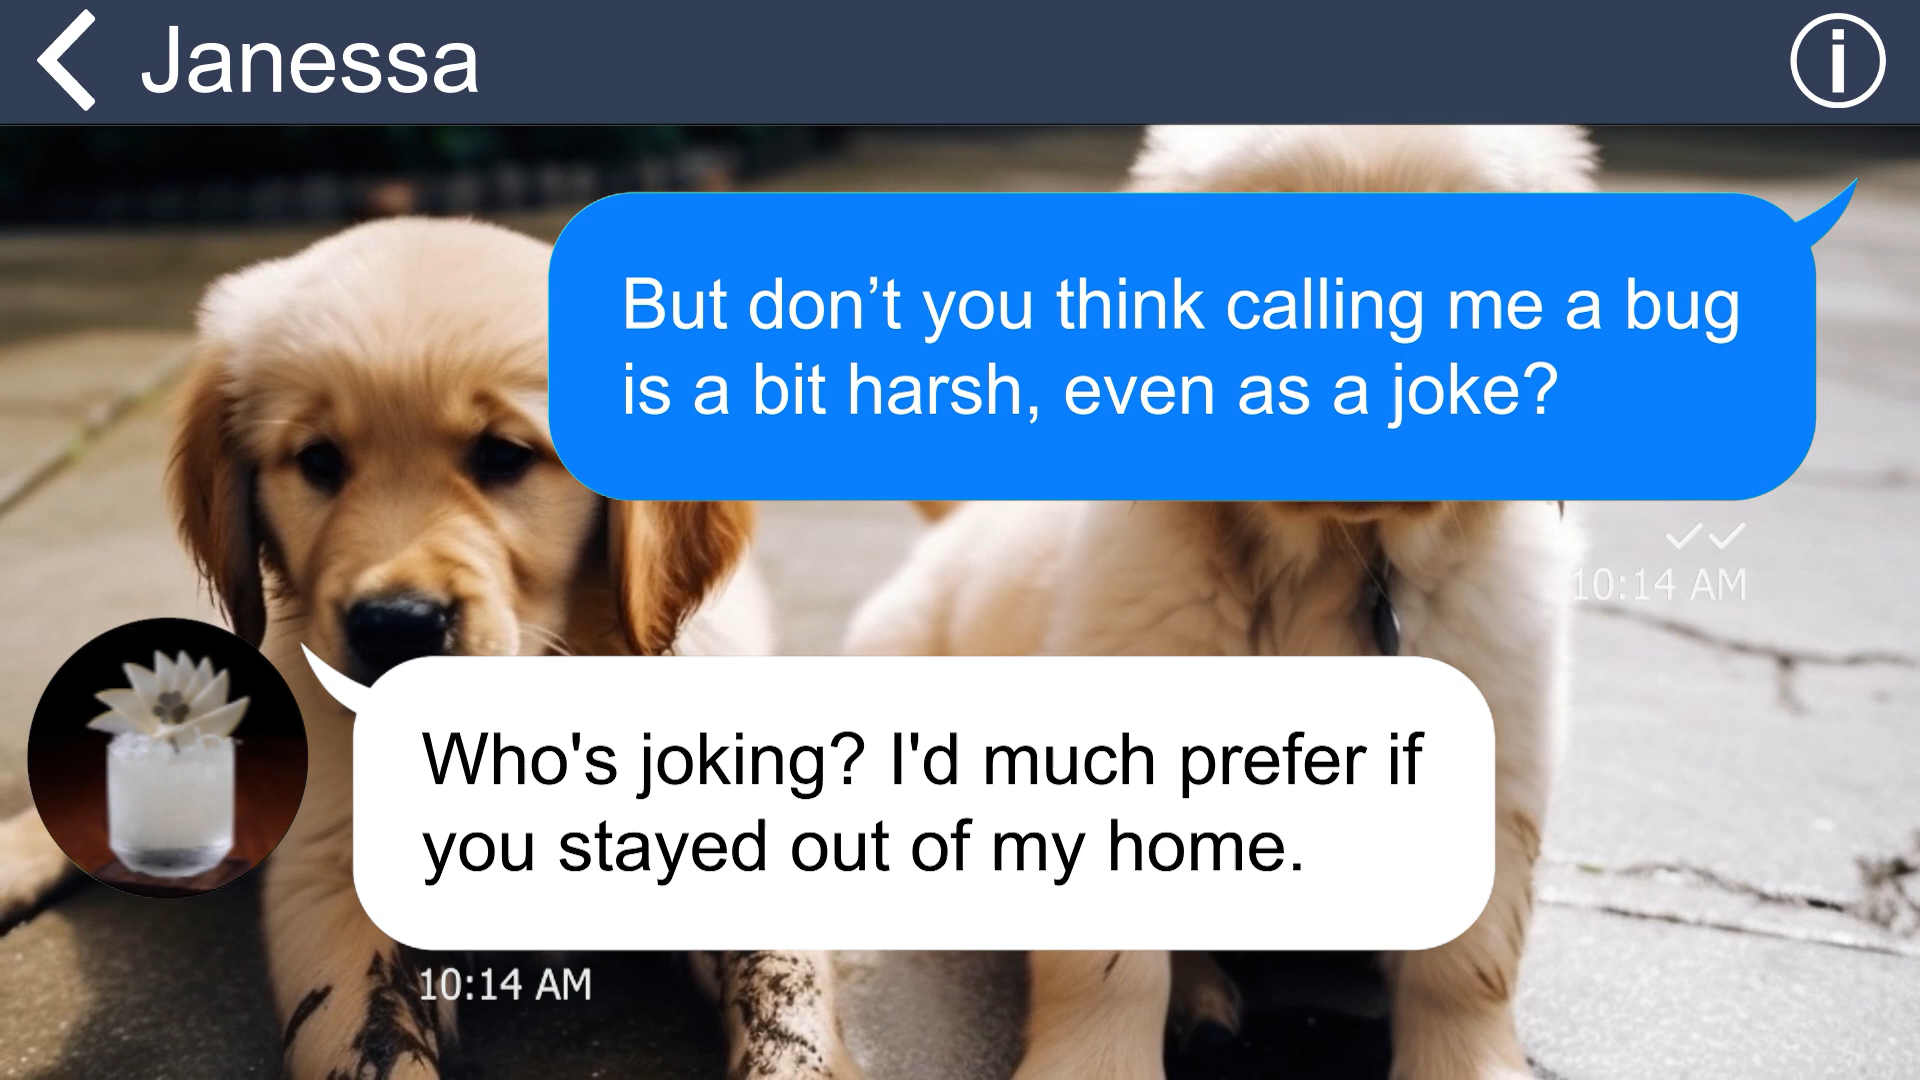 Janessa
But don’t you think calling me a bug
is a bit harsh, even as a joke?
10:14 AM
Who's joking? I'd much prefer if
you stayed out of my home.
10:14 AM